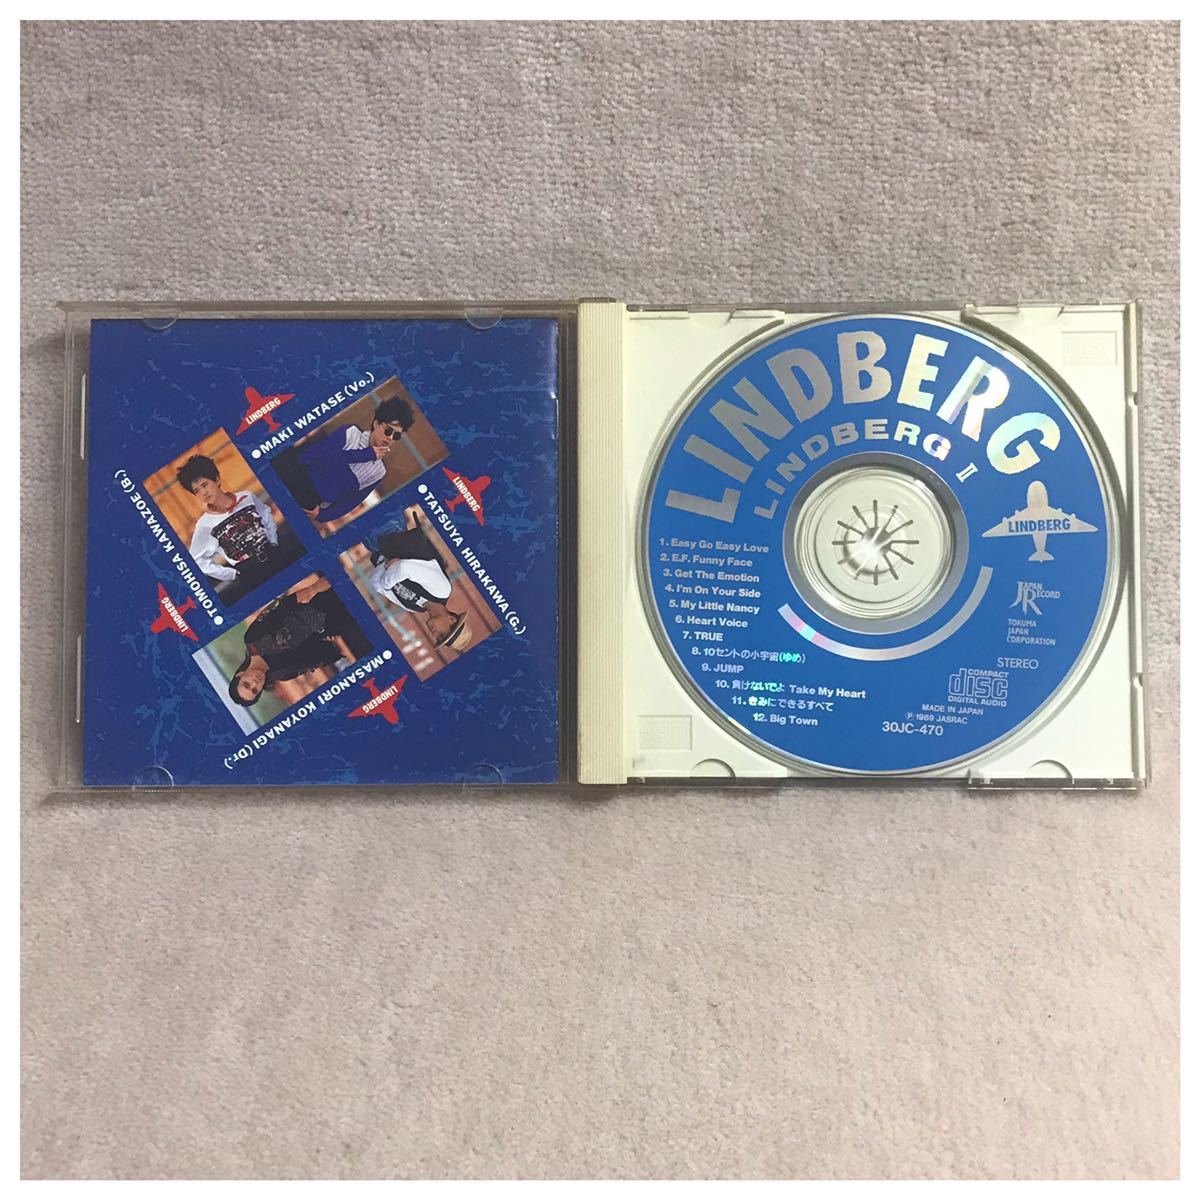 LINDBERG
●MAKI WATASE (Vo.)
LINDBERG
●TATSUYA HIRAKAWA (G.)
LINDBERG
●TOMOHISA KAWAZOE (B.)
LINDBERG
●MASANORI KOYANAGI (Dr.)
LINDBERG
LINDBERG II
LINDBERG
1. Easy Go Easy Love
2. E.F. Funny Face
3. Get The Emotion
4. I'm On Your Side
5. My Little Nancy
6. Heart Voice
7. TRUE
8. 10セントの小宇宙(ゆめ)
9. JUMP
10. 負けないでよ Take My Heart
11. きみにできるすべて
12. Big Town
JAPAN
RECORD
TOKUMA
JAPAN
CORPORATION
STEREO
COMPACT
disc
DIGITAL AUDIO
MADE IN JAPAN
Ⓟ 1989 JASRAC
30JC-470